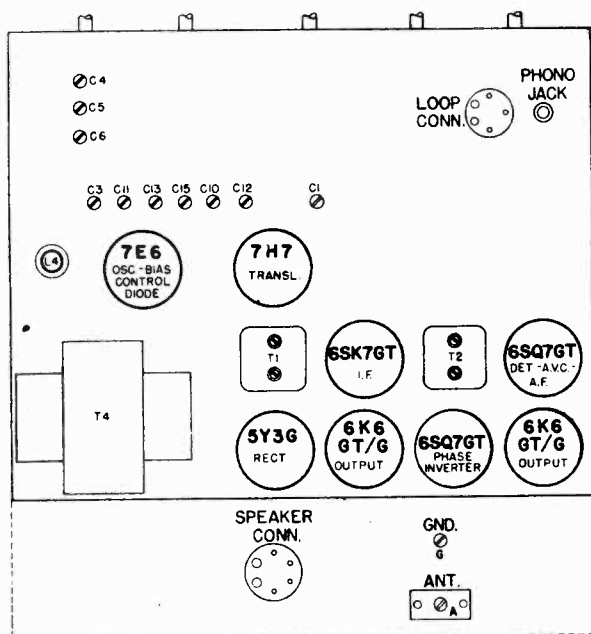 C4
C5
C6
LOOP
CONN.
PHONO
JACK
C3 C11 C13 C15 C10 C12 C1
L4
7E6
OSC.-BIAS
CONTROL
DIODE
7H7
TRANSL.
T1
6SK7GT
I.F.
T2
6SQ7GT
DET.-A.V.C.-
A.F.
T4
5Y3G
RECT
6K6
GT/G
OUTPUT
6SQ7GT
PHASE
INVERTER
6K6
GT/G
OUTPUT
SPEAKER
CONN.
GND.
G
ANT.
A